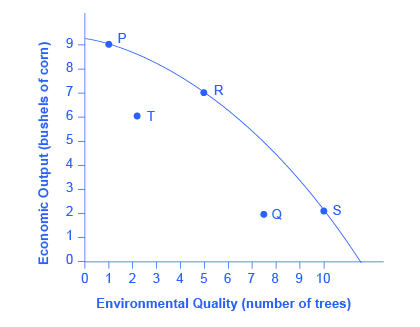 Economic Output (bushels of corn)
9
8
7
6
5
4
3
2
1
0
P
R
T
Q
S
0 1 2 3 4 5 6 7 8 9 10
Environmental Quality (number of trees)